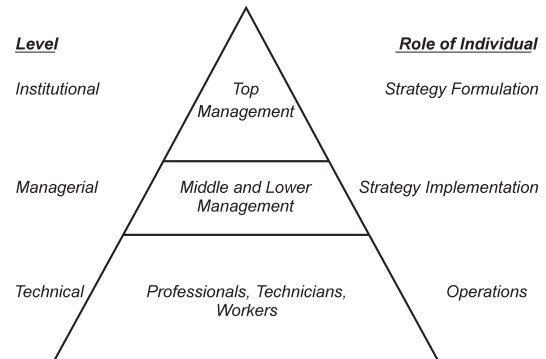 Level
Role of Individual
Institutional
Top
Management
Strategy Formulation
Managerial
Middle and Lower
Management
Strategy Implementation
Technical
Professionals, Technicians,
Workers
Operations